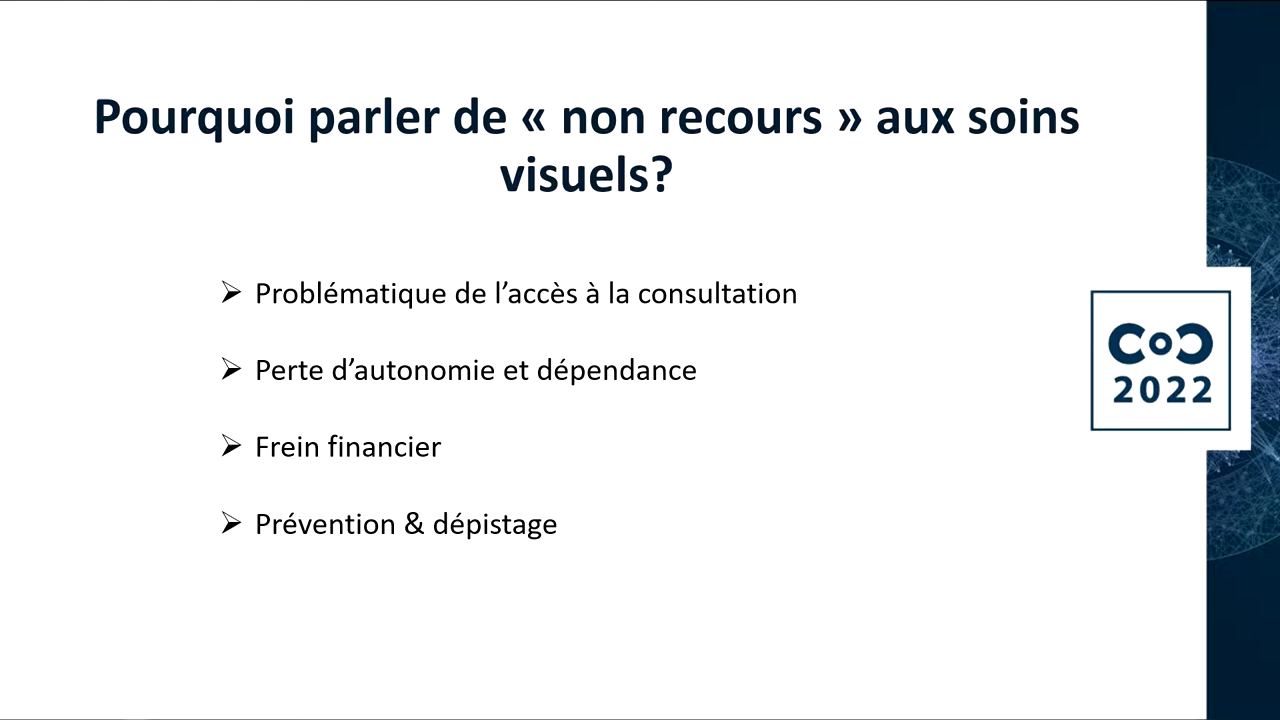 Pourquoi parler de « non recours » aux soins
visuels?
Problématique de l’accès à la consultation
Perte d’autonomie et dépendance
Frein financier
Prévention & dépistage
COC
2022